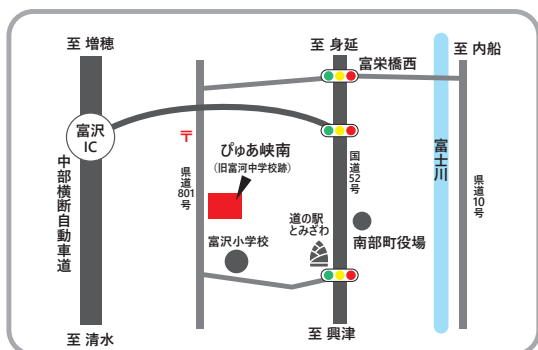 至 増穂
至 身延
至 内船
富栄橋西
富沢
IC
〒
ぴゅあ峡南
(旧富河中学校跡)
県道801号
国道52号
富士川
県道10号
中部横断自動車道
道の駅
とみざわ
南部町役場
富沢小学校
至 清水
至 興津